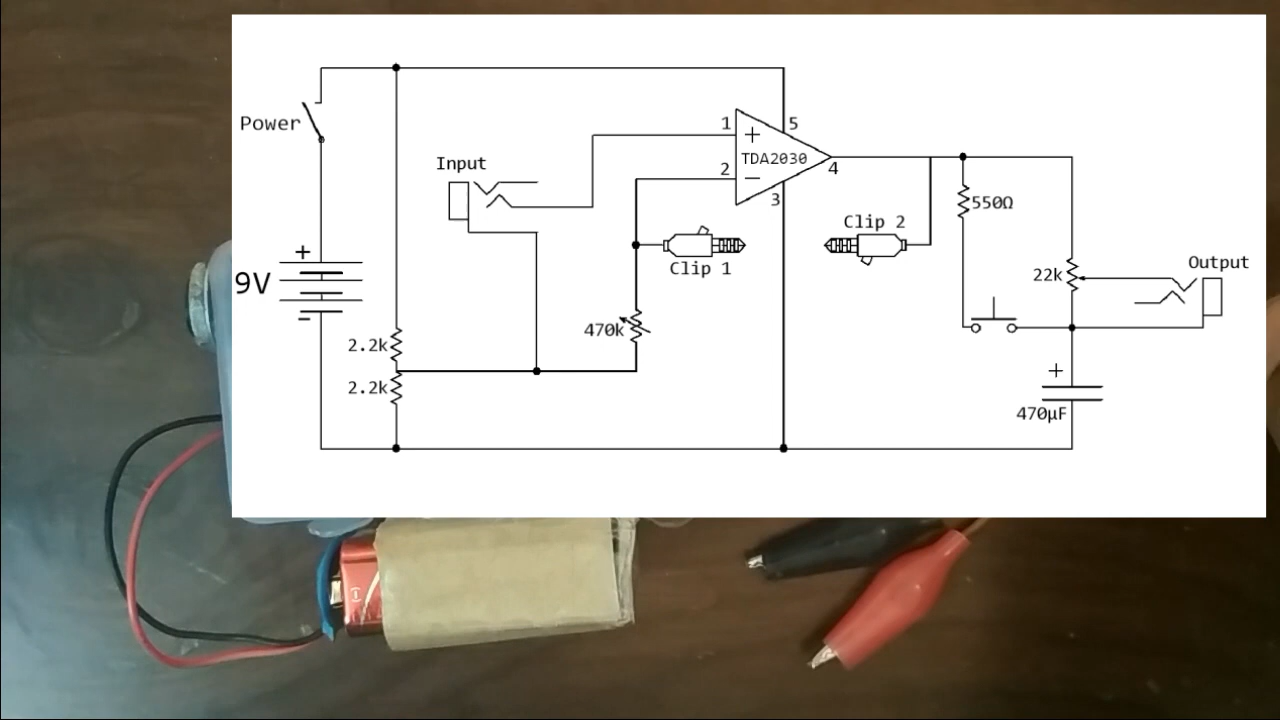 Power
Input
1
5
+
TDA2030
2
−
4
3
550Ω
Clip 2
Clip 1
Output
+
9V
22k
470k
−
2.2k
2.2k
+
470µF